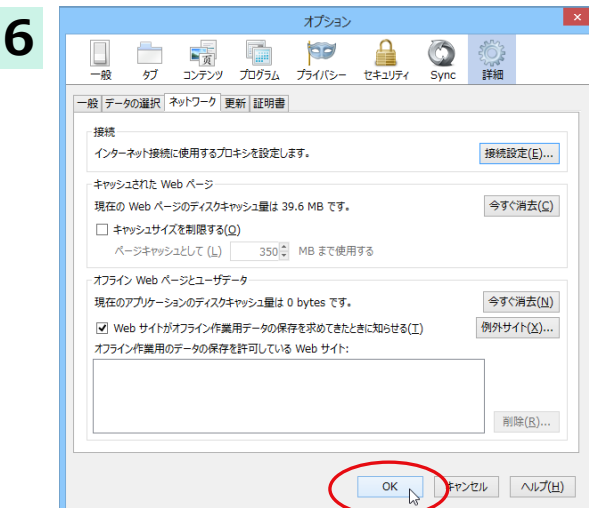 6
オプション
×
一般 タブ コンテンツ プログラム プライバシー セキュリティ Sync 詳細
一般 データの選択 ネットワーク 更新 証明書
接続
インターネット接続に使用するプロキシを設定します。 接続設定(E)...
キャッシュされた Web ページ
現在の Web ページのディスクキャッシュ量は 39.6 MB です。 今すぐ消去(C)
キャッシュサイズを制限する(O)
ページキャッシュとして (L) 350 MB まで使用する
オフライン Web ページとユーザデータ
現在のアプリケーションのディスクキャッシュ量は 0 bytes です。 今すぐ消去(N)
Web サイトがオフライン作業用データの保存を求めてきたときに知らせる(T) 例外サイト(X)...
オフライン作業用のデータの保存を許可している Web サイト:
削除(R)...
OK キャンセル ヘルプ(H)